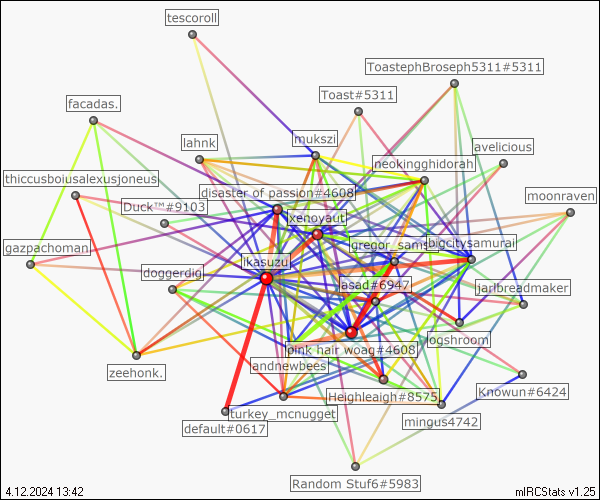 tescoroll
ToastephBroseph5311#5311
Toast#5311
facadas.
mukszi
lahnk
avelicious
neokinghidorah
thiccusboiusalexusjoneus
disaster of passion#4608
moonraven
Duck™#9103
xenoyaut
gazpachoman
gregor_sams
bigcitysamurai
ikasuzu
doggerdig
lasad#6947
jarlbreadmaker
logshroom
pink hair woag#4608
andnewbees
zeehonk.
Knowun#6424
Heighleaigh#8575
turkey_mcnugget
mingus4742
default#0617
Random Stuf6#5983
4.12.2024 13:42
mIRCStats v1.25